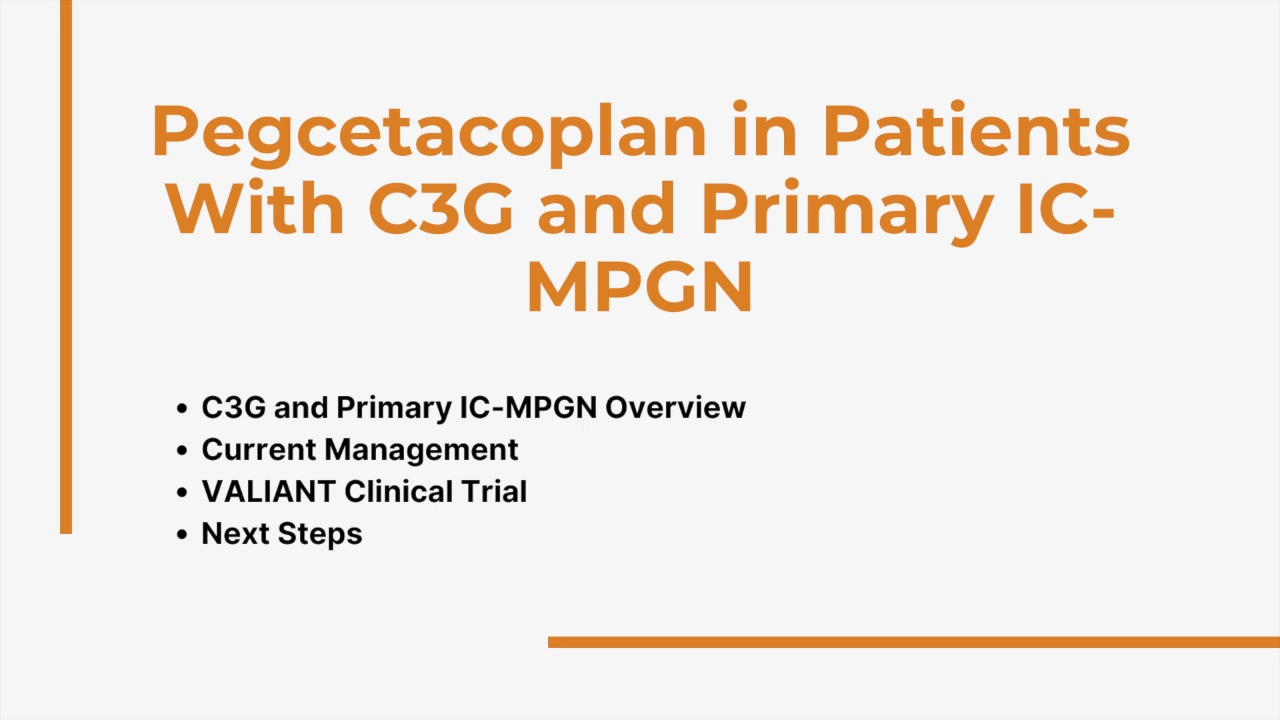 Pegcetacoplan in Patients
With C3G and Primary IC-
MPGN
• C3G and Primary IC-MPGN Overview
• Current Management
• VALIANT Clinical Trial
• Next Steps